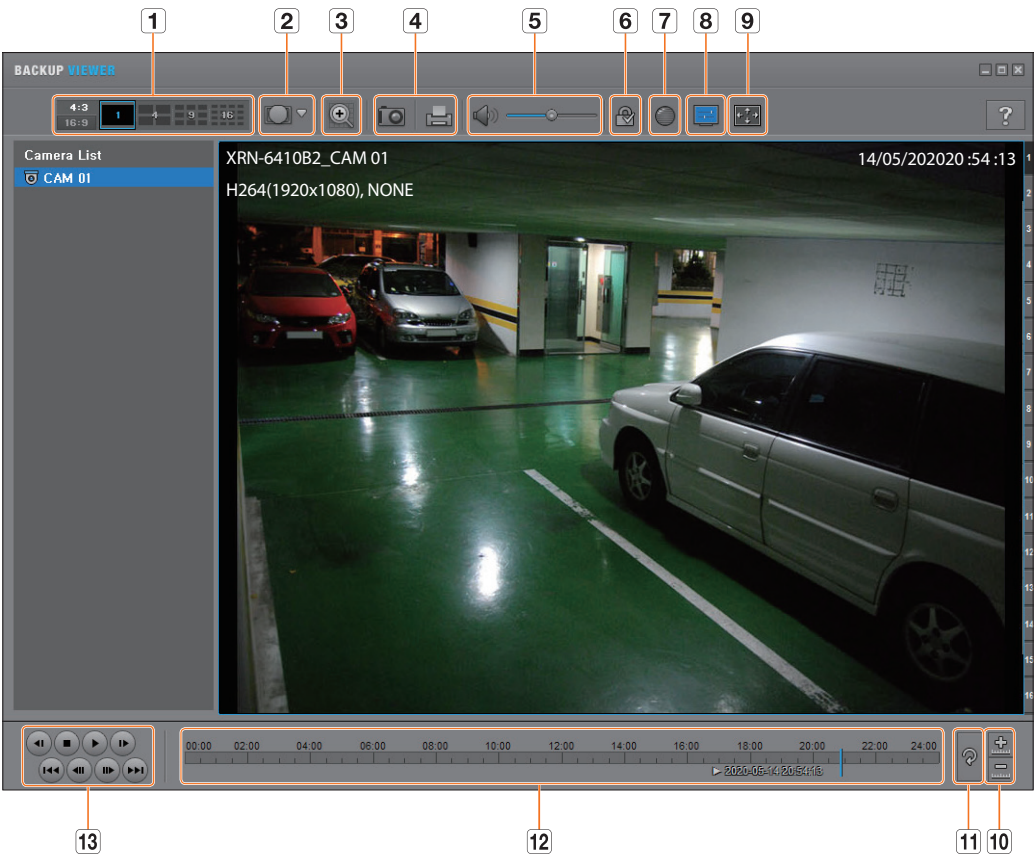 1 2 3 4 5 6 7 8 9
BACKUP VIEWER
4:3
16:9
1 4 9 16
?
Camera List
CAM 01
XRN-6410B2_CAM 01
14/05/202020 :54 :13
H264(1920x1080), NONE
1
2
3
4
5
6
7
8
9
10
11
12
13
14
15
16
00:00 02:00 04:00 06:00 08:00 10:00 12:00 14:00 16:00 18:00 20:00 22:00 24:00
2020-05-14 20:54:13
13 12 11 10